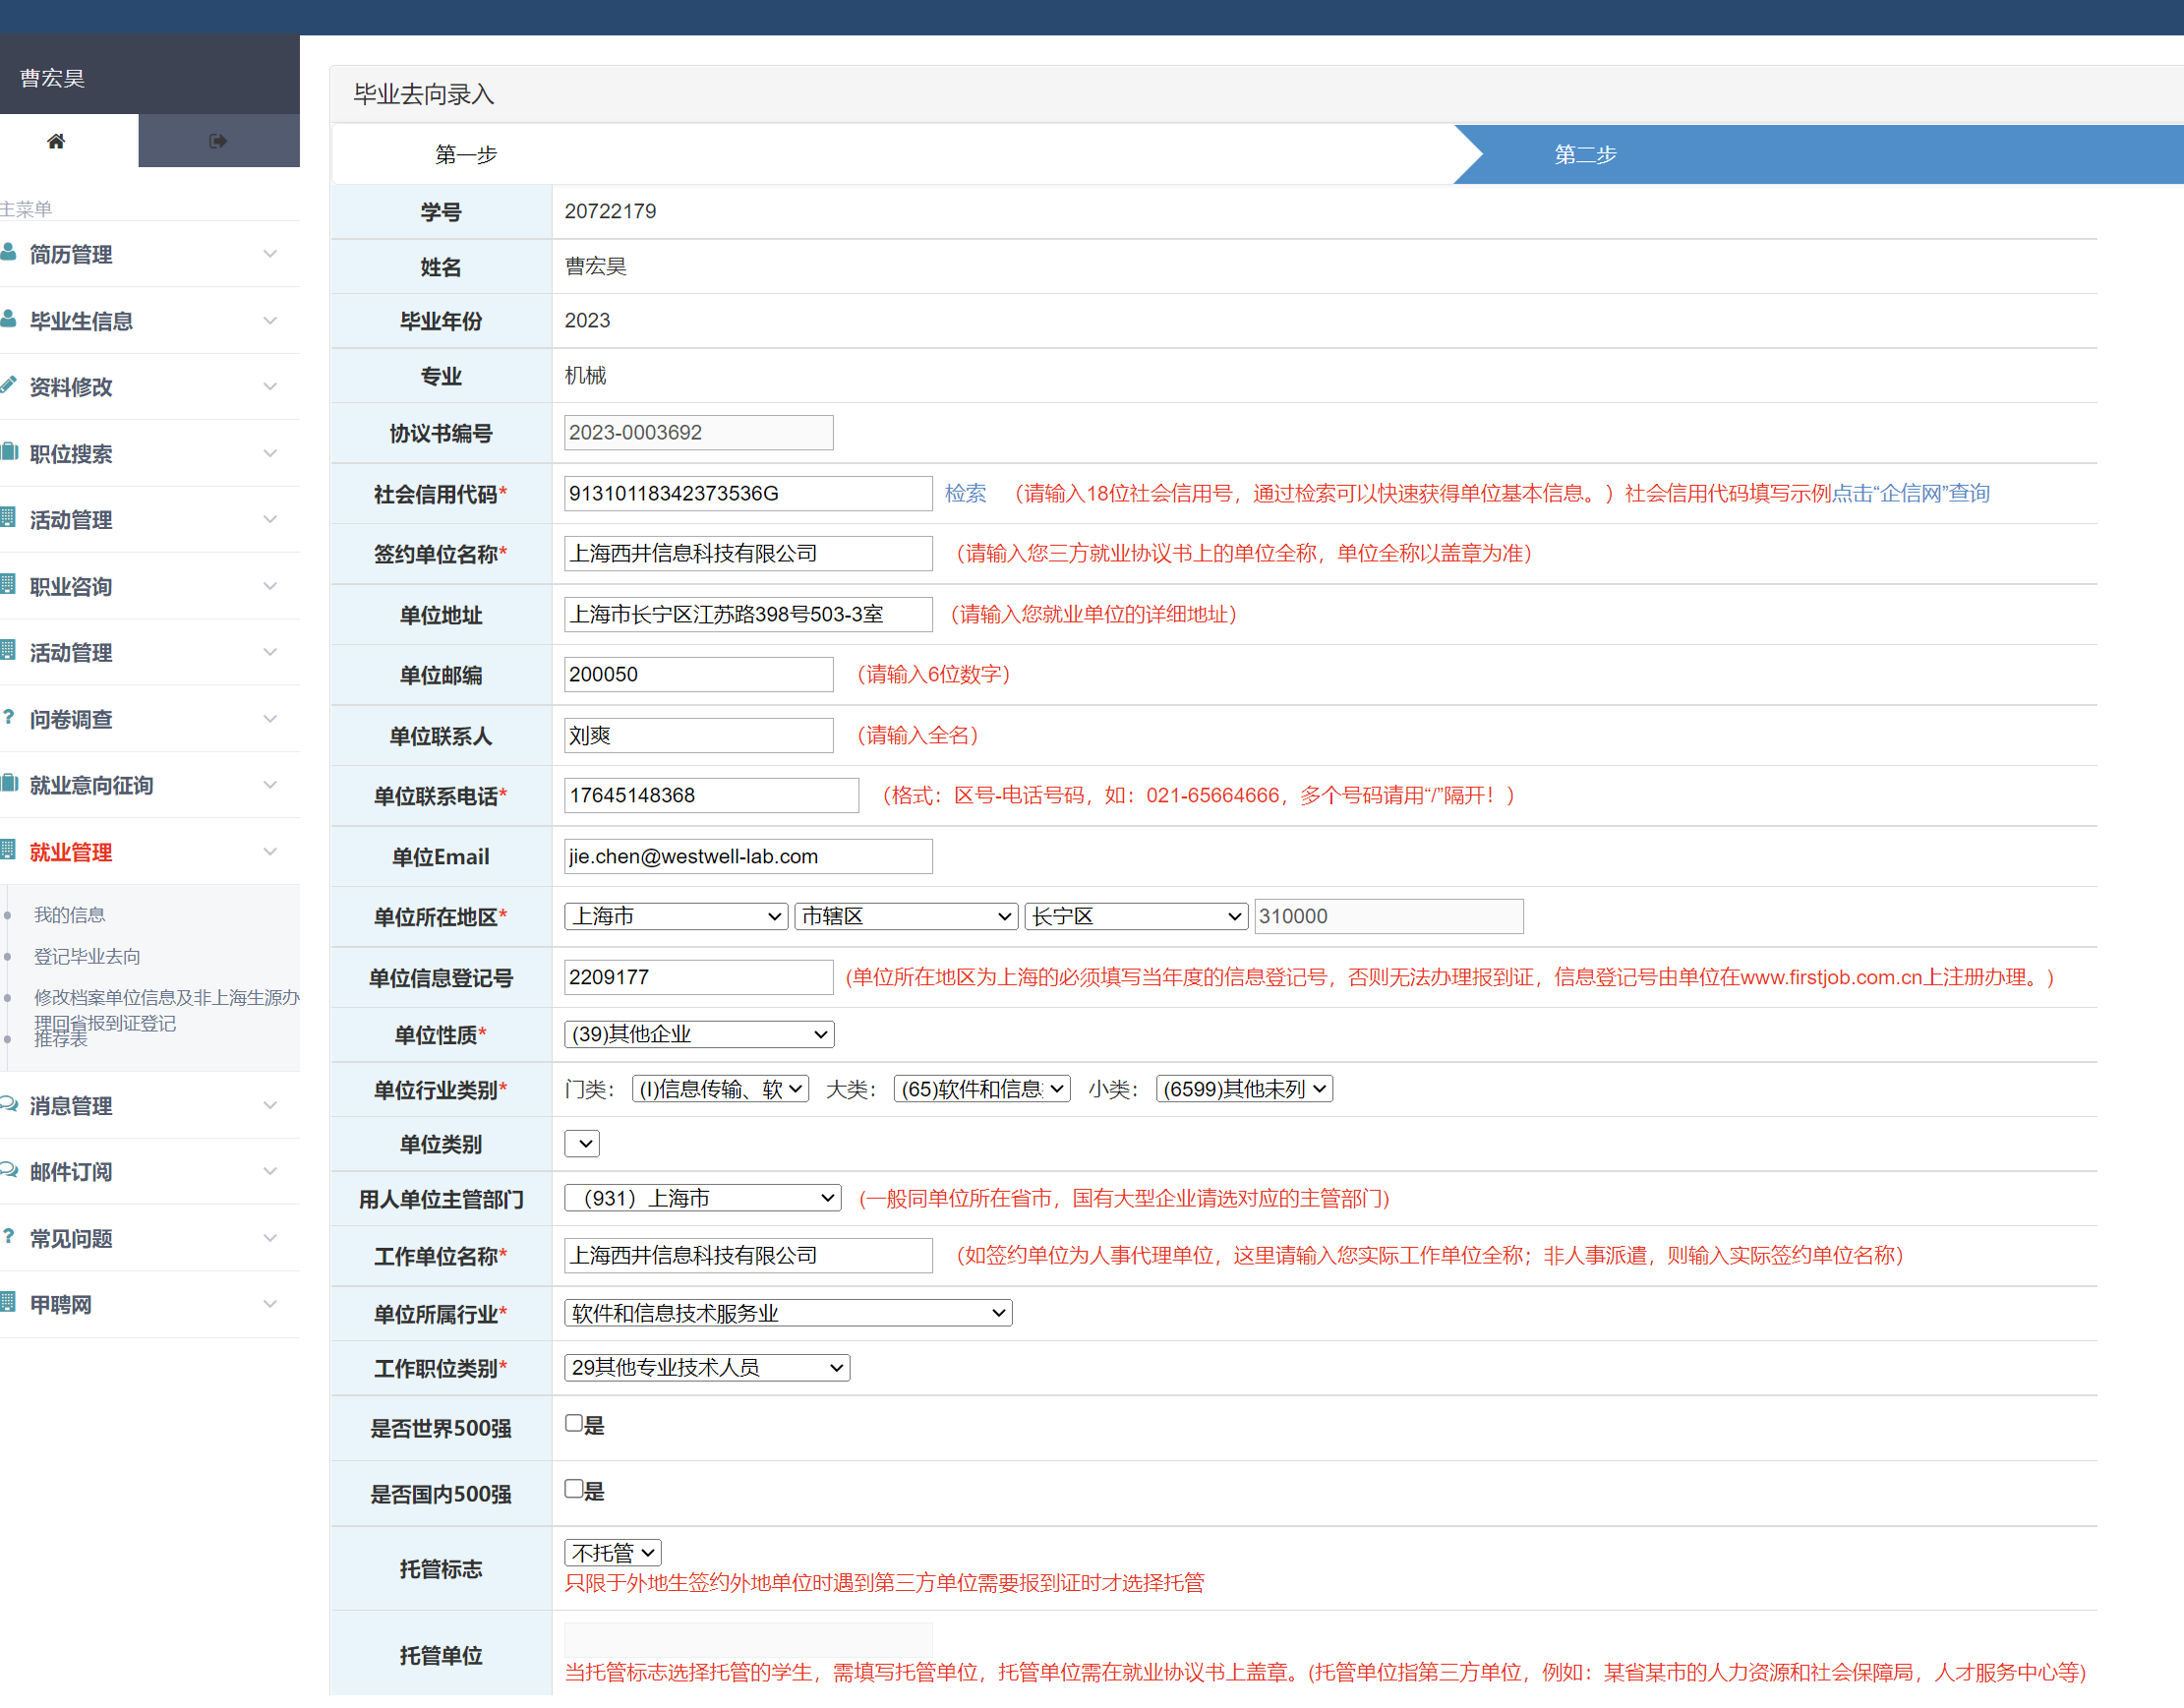 曹宏昊
主菜单
简历管理
毕业生信息
资料修改
职位搜索
活动管理
职业咨询
活动管理
问卷调查
就业意向征询
就业管理
我的信息
登记毕业去向
修改档案单位信息及非上海生源办
理回省报到证登记
推荐表
消息管理
邮件订阅
常见问题
甲聘网
毕业去向录入
第一步 第二步
学号 20722179
姓名 曹宏昊
毕业年份 2023
专业 机械
协议书编号 2023-0003692
社会信用代码* 91310118342373536G 检索 （请输入18位社会信用号，通过检索可以快速获得单位基本信息。）社会信用代码填写示例点击“企信网”查询
签约单位名称* 上海西井信息科技有限公司 （请输入您三方就业协议书上的单位全称，单位全称以盖章为准）
单位地址 上海市长宁区江苏路398号503-3室 （请输入您就业单位的详细地址）
单位邮编 200050 （请输入6位数字）
单位联系人 刘爽 （请输入全名）
单位联系电话* 17645148368 （格式：区号-电话号码，如：021-65664666，多个号码请用“/”隔开！）
单位Email jie.chen@westwell-lab.com
单位所在地区* 上海市 市辖区 长宁区 310000
单位信息登记号 2209177 (单位所在地区为上海的必须填写当年度的信息登记号，否则无法办理报到证，信息登记号由单位在www.firstjob.com.cn上注册办理。)
单位性质* (39)其他企业
单位行业类别* 门类： (I)信息传输、软 大类： (65)软件和信息 小类： (6599)其他未列
单位类别
用人单位主管部门 （931）上海市 (一般同单位所在省市，国有大型企业请选对应的主管部门)
工作单位名称* 上海西井信息科技有限公司 （如签约单位为人事代理单位，这里请输入您实际工作单位全称；非人事派遣，则输入实际签约单位名称）
单位所属行业* 软件和信息技术服务业
工作职位类别* 29其他专业技术人员
是否世界500强 是
是否国内500强 是
托管标志 不托管
只限于外地生签约外地单位时遇到第三方单位需要报到证时才选择托管
托管单位
当托管标志选择托管的学生，需填写托管单位，托管单位需在就业协议书上盖章。(托管单位指第三方单位，例如：某省某市的人力资源和社会保障局，人才服务中心等)